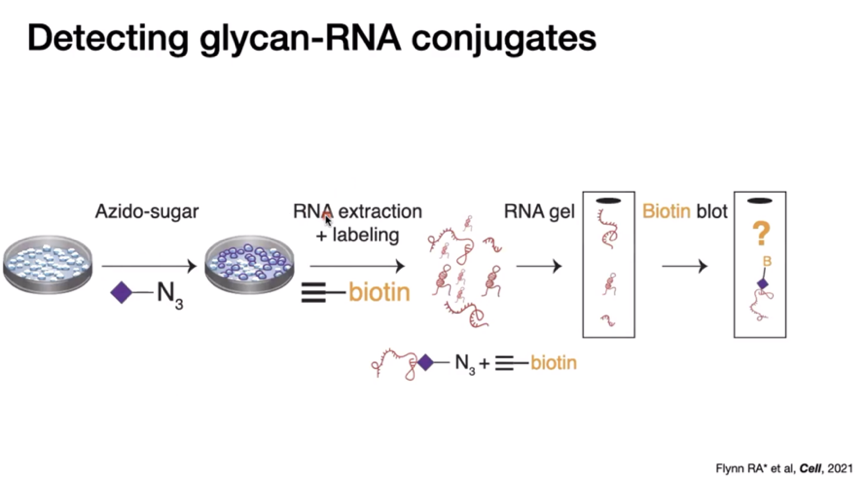 Detecting glycan-RNA conjugates
Azido-sugar
N3
RNA extraction
+ labeling
biotin
RNA gel
Biotin blot
?
B
N3 + biotin
Flynn RA* et al, Cell, 2021